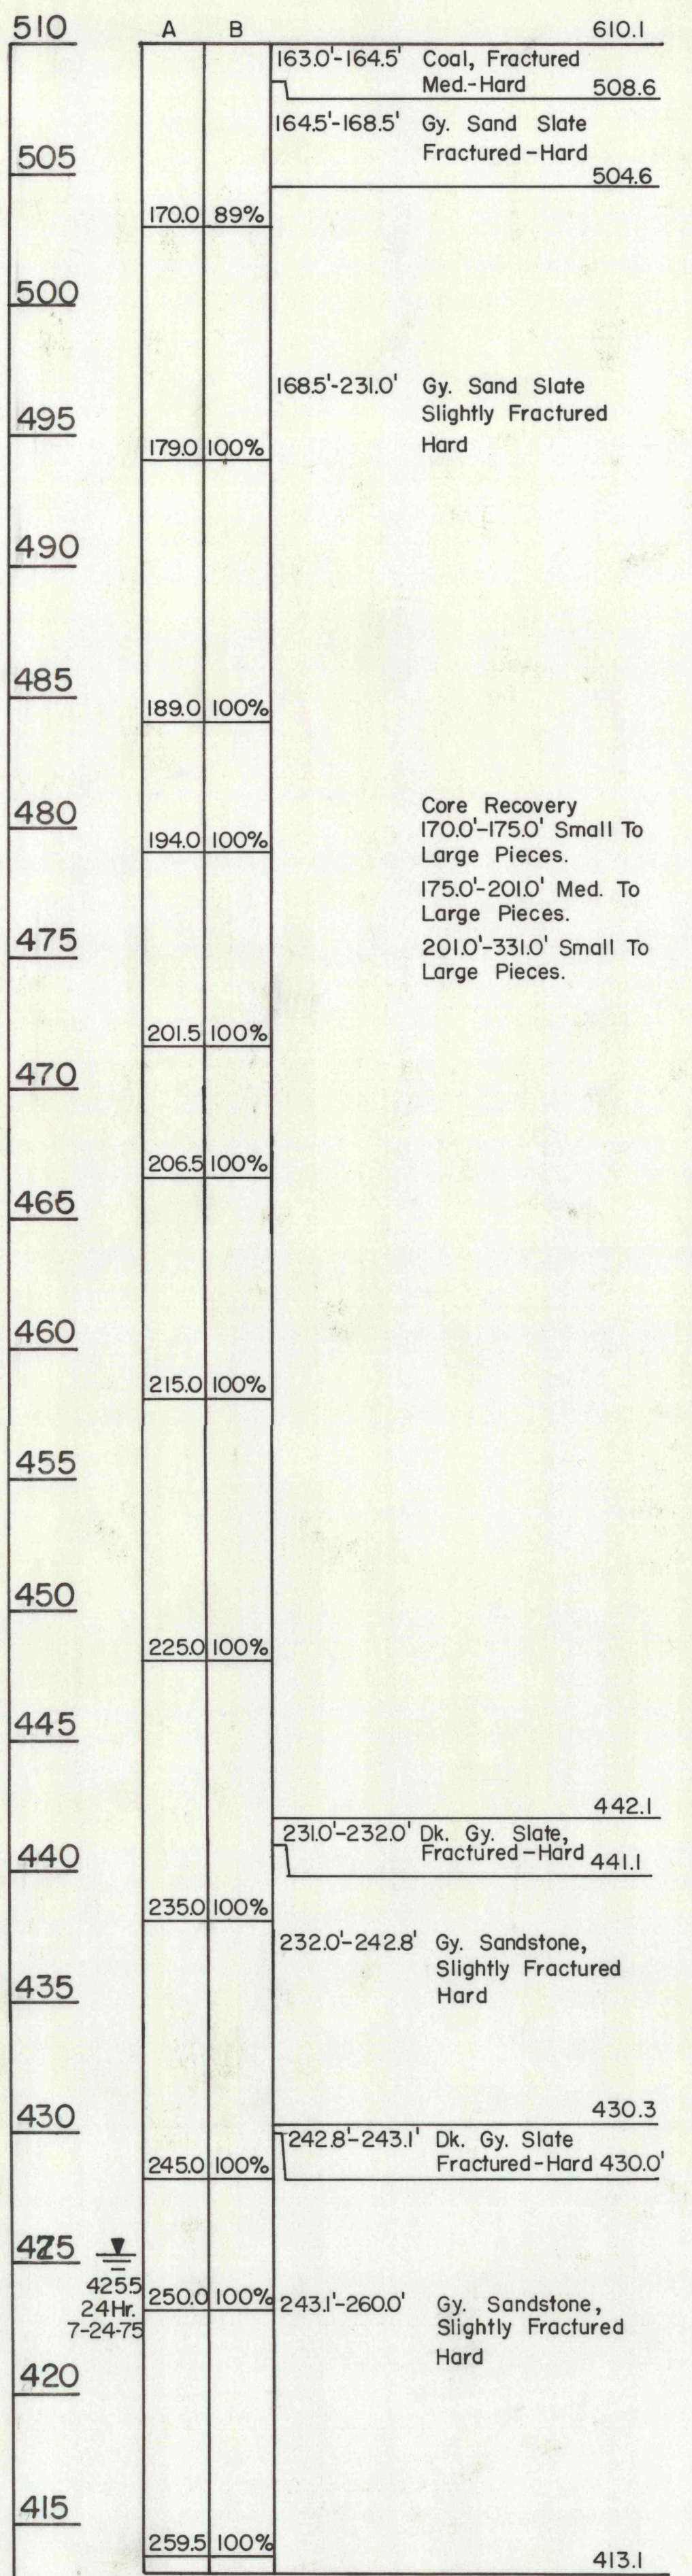 510 A B 610.1
163.0'-164.5' Coal, Fractured
Med.-Hard 508.6
164.5'-168.5' Gy. Sand Slate
Fractured-Hard
505
504.6
170.0 89%
500
168.5'-231.0' Gy. Sand Slate
Slightly Fractured
495
Hard
179.0 100%
490
485
189.0 100%
Core Recovery
480
170.0'-175.0' Small To
194.0 100%
Large Pieces.
175.0'-201.0' Med. To
Large Pieces.
475
201.0'-331.0' Small To
Large Pieces.
201.5 100%
470
206.5 100%
465
460
215.0 100%
455
450
225.0 100%
445
442.1
231.0'-232.0' Dk. Gy. Slate,
Fractured-Hard 441.1
440
235.0 100%
232.0'-242.8' Gy. Sandstone,
Slightly Fractured
Hard
435
430
430.3
242.8'-243.1' Dk. Gy. Slate
Fractured-Hard 430.0'
245.0 100%
425
425.5
250.0 100%
243.1'-260.0' Gy. Sandstone,
24Hr.
Slightly Fractured
7-24-75
Hard
420
415
259.5 100%
413.1